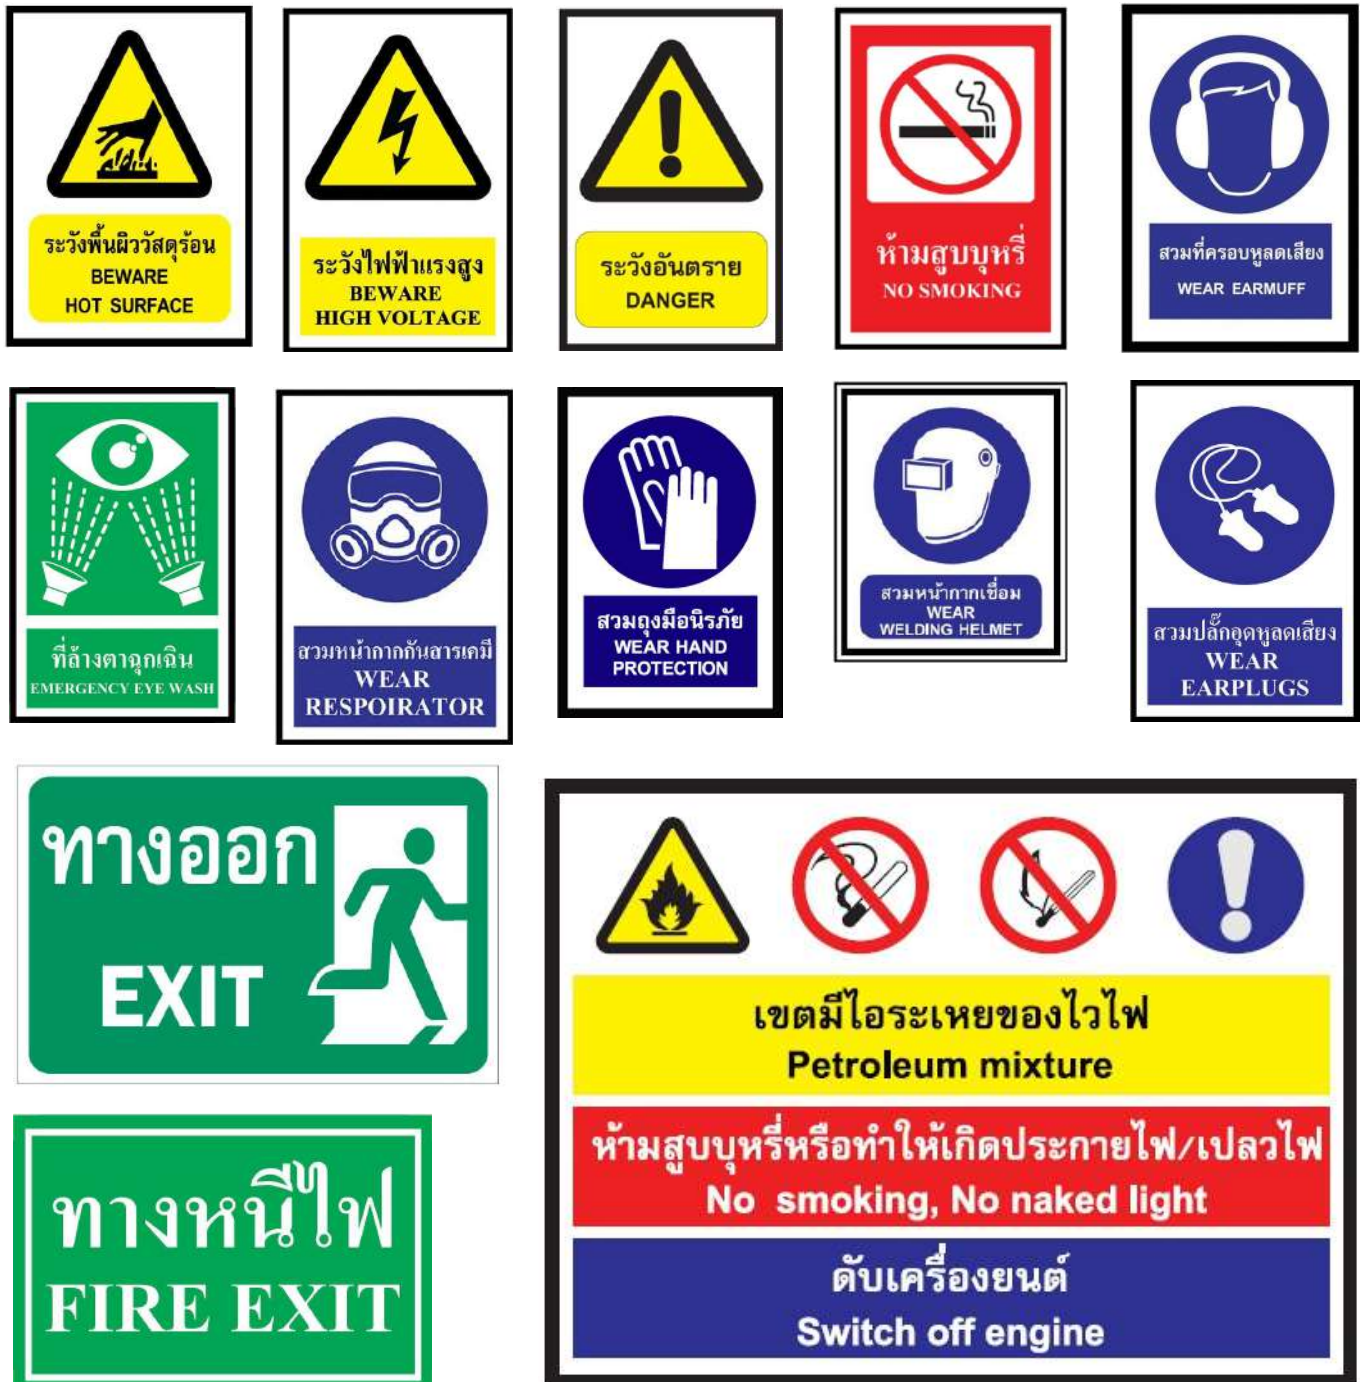 ระวังพื้นผิววัสดุร้อน
BEWARE
HOT SURFACE
ระวังไฟฟ้าแรงสูง
BEWARE
HIGH VOLTAGE
ระวังอันตราย
DANGER
ห้ามสูบบุหรี่
NO SMOKING
สวมที่ครอบหูลดเสียง
WEAR EARMUFF
ที่ล้างตาฉุกเฉิน
EMERGENCY EYE WASH
สวมหน้ากากกันสารเคมี
WEAR
RESPOIRATOR
สวมถุงมือนิรภัย
WEAR HAND
PROTECTION
สวมหน้ากากเชื่อม
WEAR
WELDING HELMET
สวมปลั๊กอุดหูลดเสียง
WEAR
EARPLUGS
ทางออก
EXIT
ทางหนีไฟ
FIRE EXIT
เขตมีไอระเหยของไวไฟ
Petroleum mixture
ห้ามสูบบุหรี่หรือทำให้เกิดประกายไฟ/เปลวไฟ
No smoking, No naked light
ดับเครื่องยนต์
Switch off engine